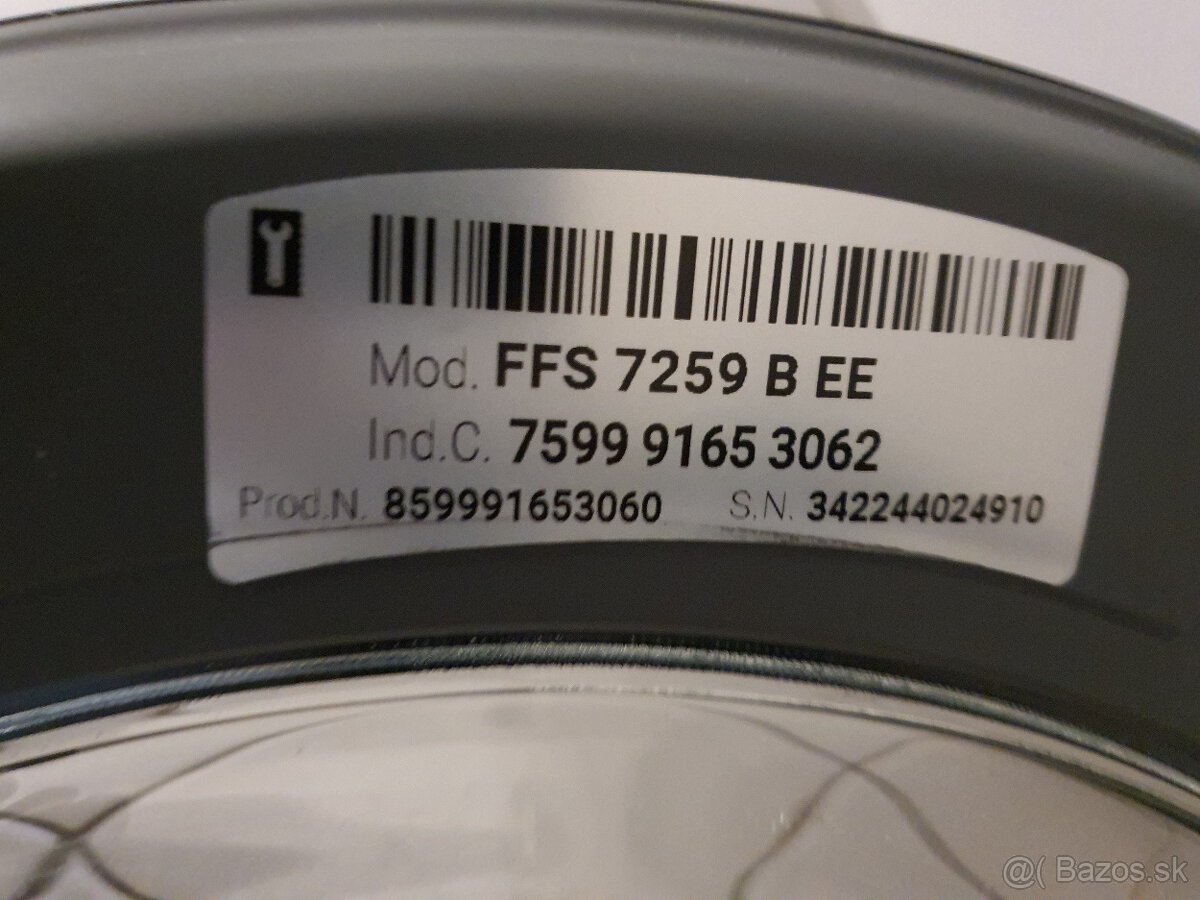 Mod. FFS 7259 B EE
Ind.C. 7599 9165 3062
Prod.N. 859991653060 S.N. 342244024910
@( Bazos.sk